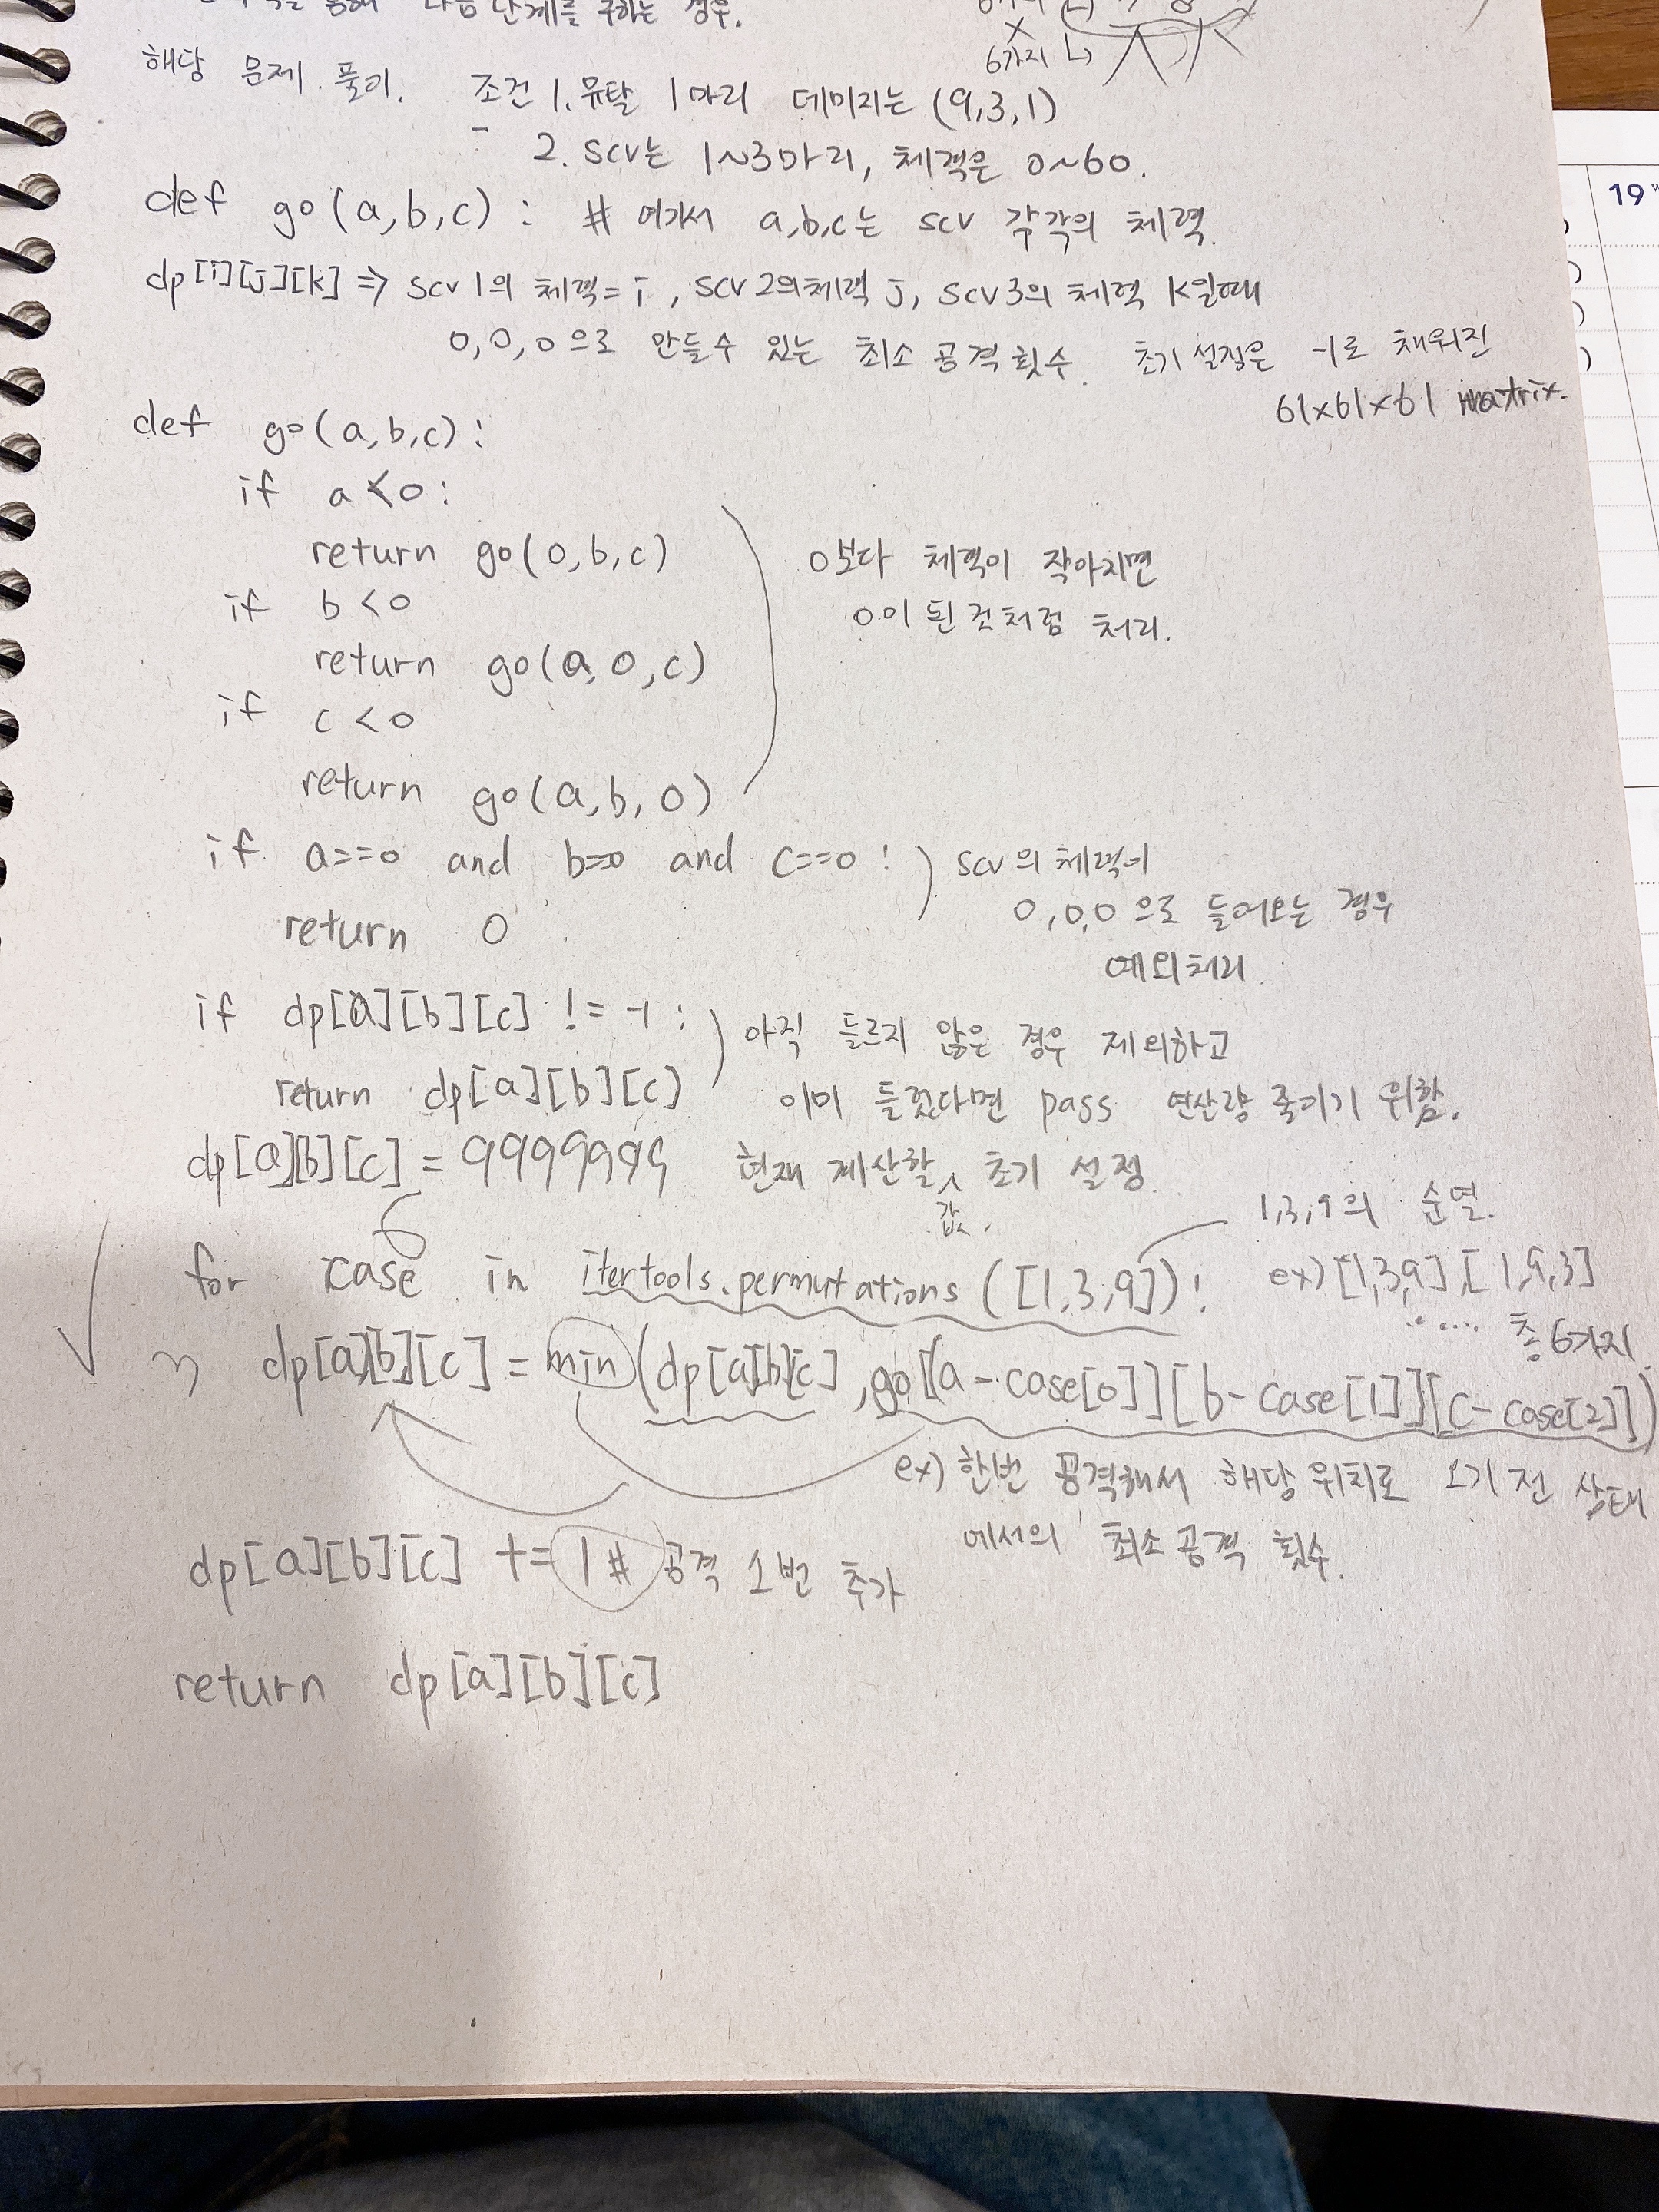 다음 단계를 구하는 경우.
6가지 ↳
해당 문제 풀이. 조건 1. 뮤탈 1마리 데미지는 (9,3,1)
2. scv는 1~3마리, 체력은 0~60.
19
def go(a,b,c): # 여기서 a,b,c는 scv 각각의 체력.
dp[i][j][k] ⇒ scv 1의 체력=i, scv 2의 체력 j, scv 3의 체력 k일때
0,0,0으로 만들수 있는 최소 공격 횟수. 초기 설정은 -1로 채워진
61x61x61 matrix.
def go(a,b,c):
if a<0:
return go(0,b,c)
0보다 체력이 작아지면
if b<0
0이 된것처럼 처리.
return go(a,0,c)
if c<0
return go(a,b,0)
if a==0 and b==0 and c==0: scv의 체력이
0,0,0으로 들어오는 경우
return 0
예외처리.
if dp[a][b][c] != -1: 아직 들르지 않은 경우 제외하고
return dp[a][b][c] 이미 들렀다면 pass 연산량 줄이기 위함.
dp[a][b][c] = 9999999 현재 계산할 값. 초기 설정.
1,3,9의 순열.
for case in itertools.permutations([1,3,9]): ex) [1,3,9],[1,9,3]
..... 총 6가지
dp[a][b][c] = min(dp[a][b][c], go[(a-case[0]][b-case[1]][c-case[2]])
ex) 한번 공격해서 해당 위치로 오기 전 상태
에서의 최소 공격 횟수.
dp[a][b][c] += 1 # 공격 1번 추가
return dp[a][b][c]